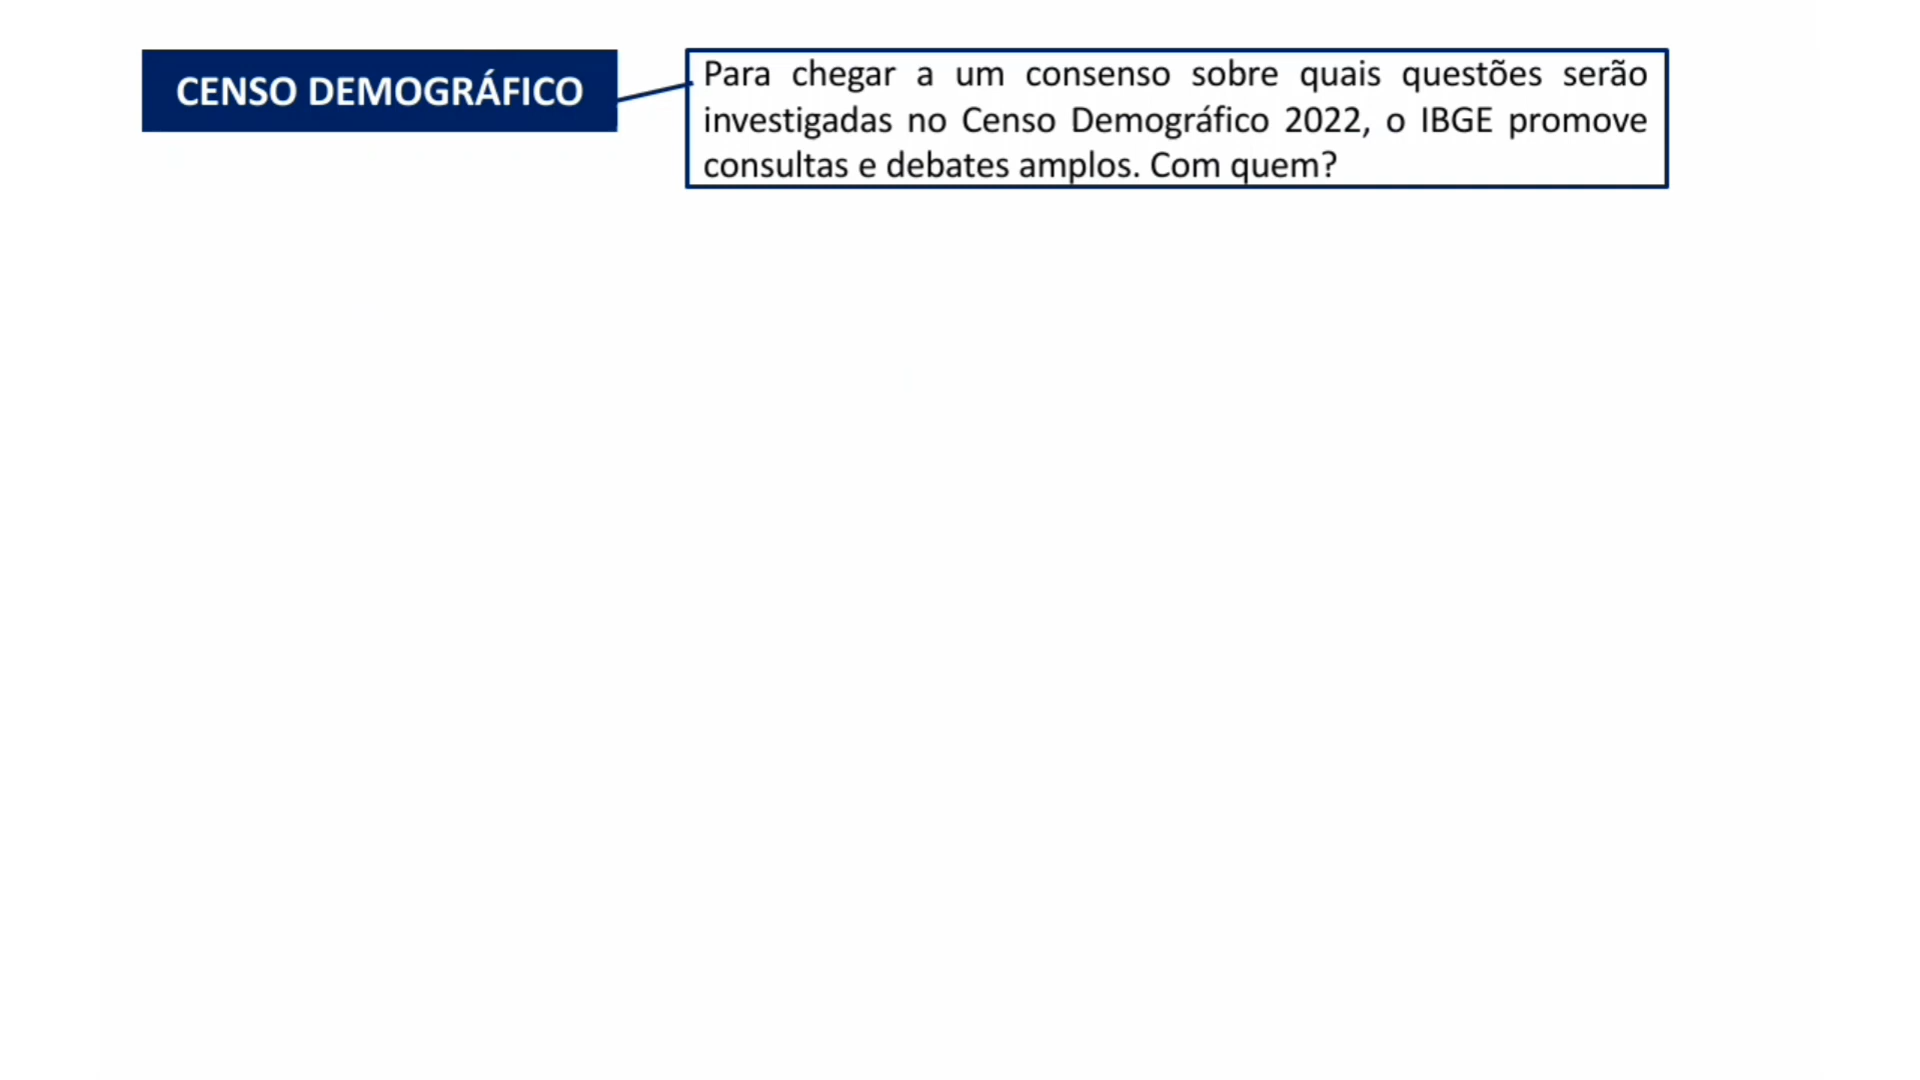 CENSO DEMOGRÁFICO
Para chegar a um consenso sobre quais questões serão
investigadas no Censo Demográfico 2022, o IBGE promove
consultas e debates amplos. Com quem?